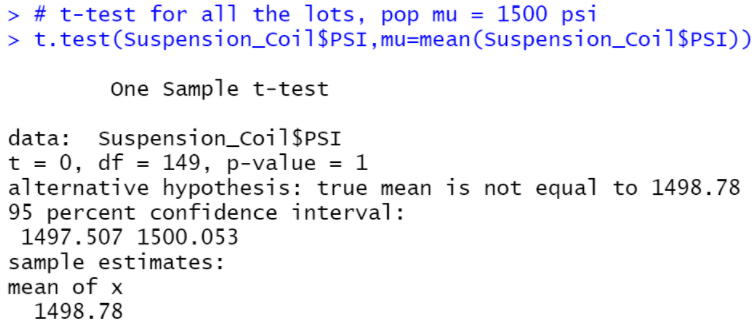 > # t-test for all the lots, pop mu = 1500 psi
> t.test(Suspension_Coil$PSI,mu=mean(Suspension_Coil$PSI))
One Sample t-test
data:  Suspension_Coil$PSI
t = 0, df = 149, p-value = 1
alternative hypothesis: true mean is not equal to 1498.78
95 percent confidence interval:
1497.507 1500.053
sample estimates:
mean of x
1498.78